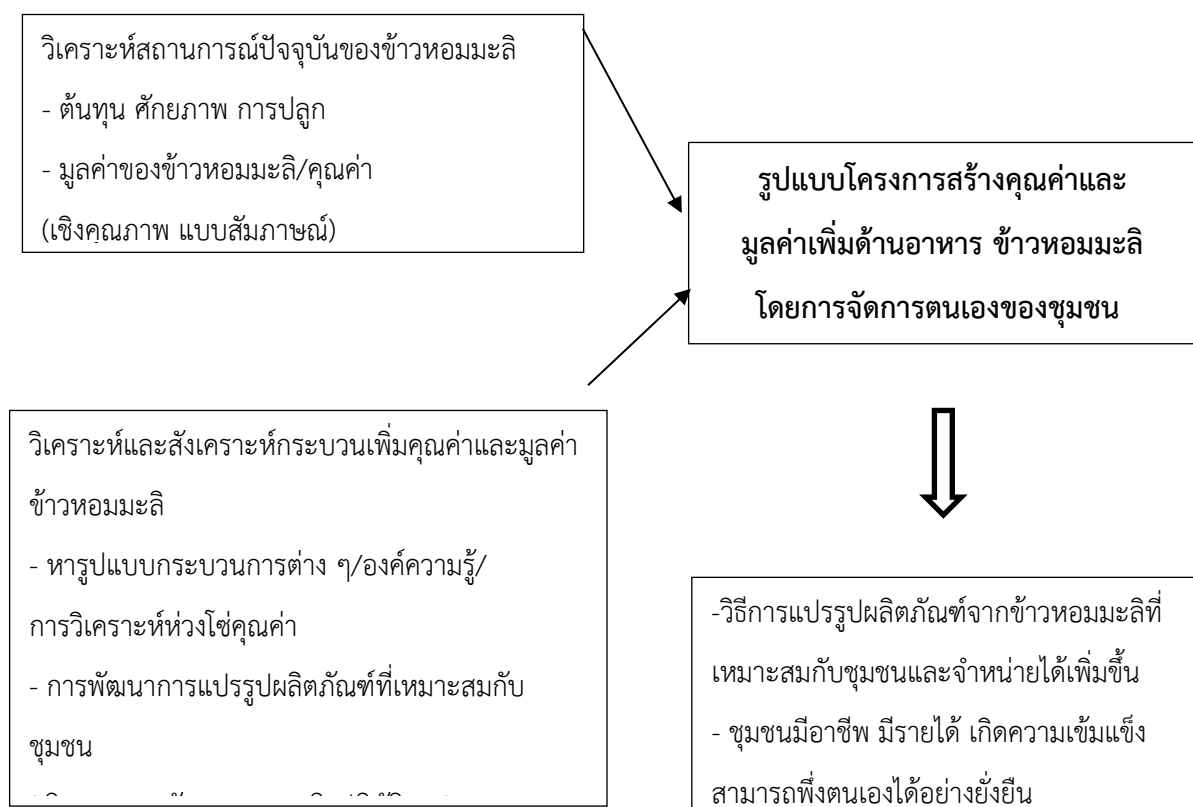 วิเคราะห์สถานการณ์ปัจจุบันของข้าวหอมมะลิ
- ต้นทุน ศักยภาพ การปลูก
- มูลค่าของข้าวหอมมะลิ/คุณค่า
(เชิงคุณภาพ แบบสัมภาษณ์)
รูปแบบโครงการสร้างคุณค่าและ
มูลค่าเพิ่มด้านอาหาร ข้าวหอมมะลิ
โดยการจัดการตนเองของชุมชน
วิเคราะห์และสังเคราะห์กระบวนเพิ่มคุณค่าและมูลค่า
ข้าวหอมมะลิ
- หารูปแบบกระบวนการต่าง ๆ/องค์ความรู้/
การวิเคราะห์ห่วงโซ่คุณค่า
- การพัฒนาการแปรรูปผลิตภัณฑ์ที่เหมาะสมกับ
ชุมชน
-วิธีการแปรรูปผลิตภัณฑ์จากข้าวหอมมะลิที่
เหมาะสมกับชุมชนและจำหน่ายได้เพิ่มขึ้น
- ชุมชนมีอาชีพ มีรายได้ เกิดความเข้มแข็ง
สามารถพึ่งตนเองได้อย่างยั่งยืน